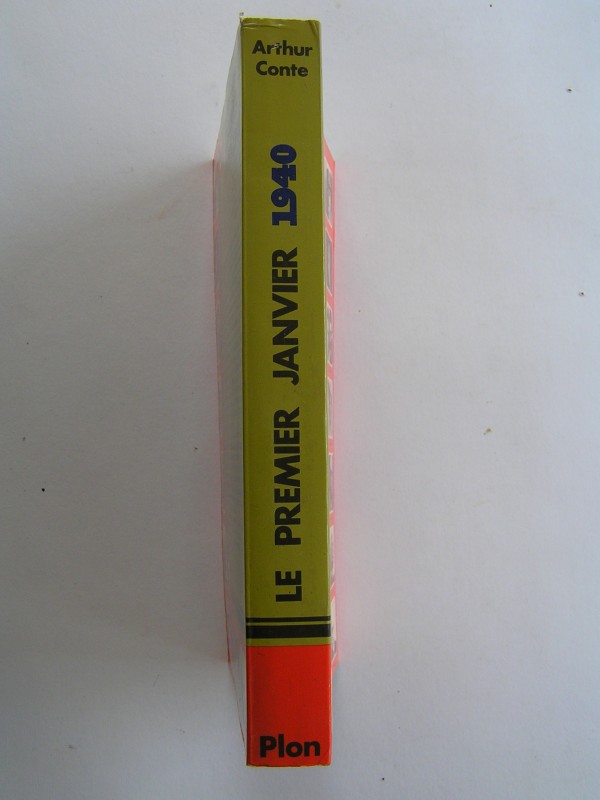 Arthur
Conte
LE PREMIER JANVIER 1940
Plon